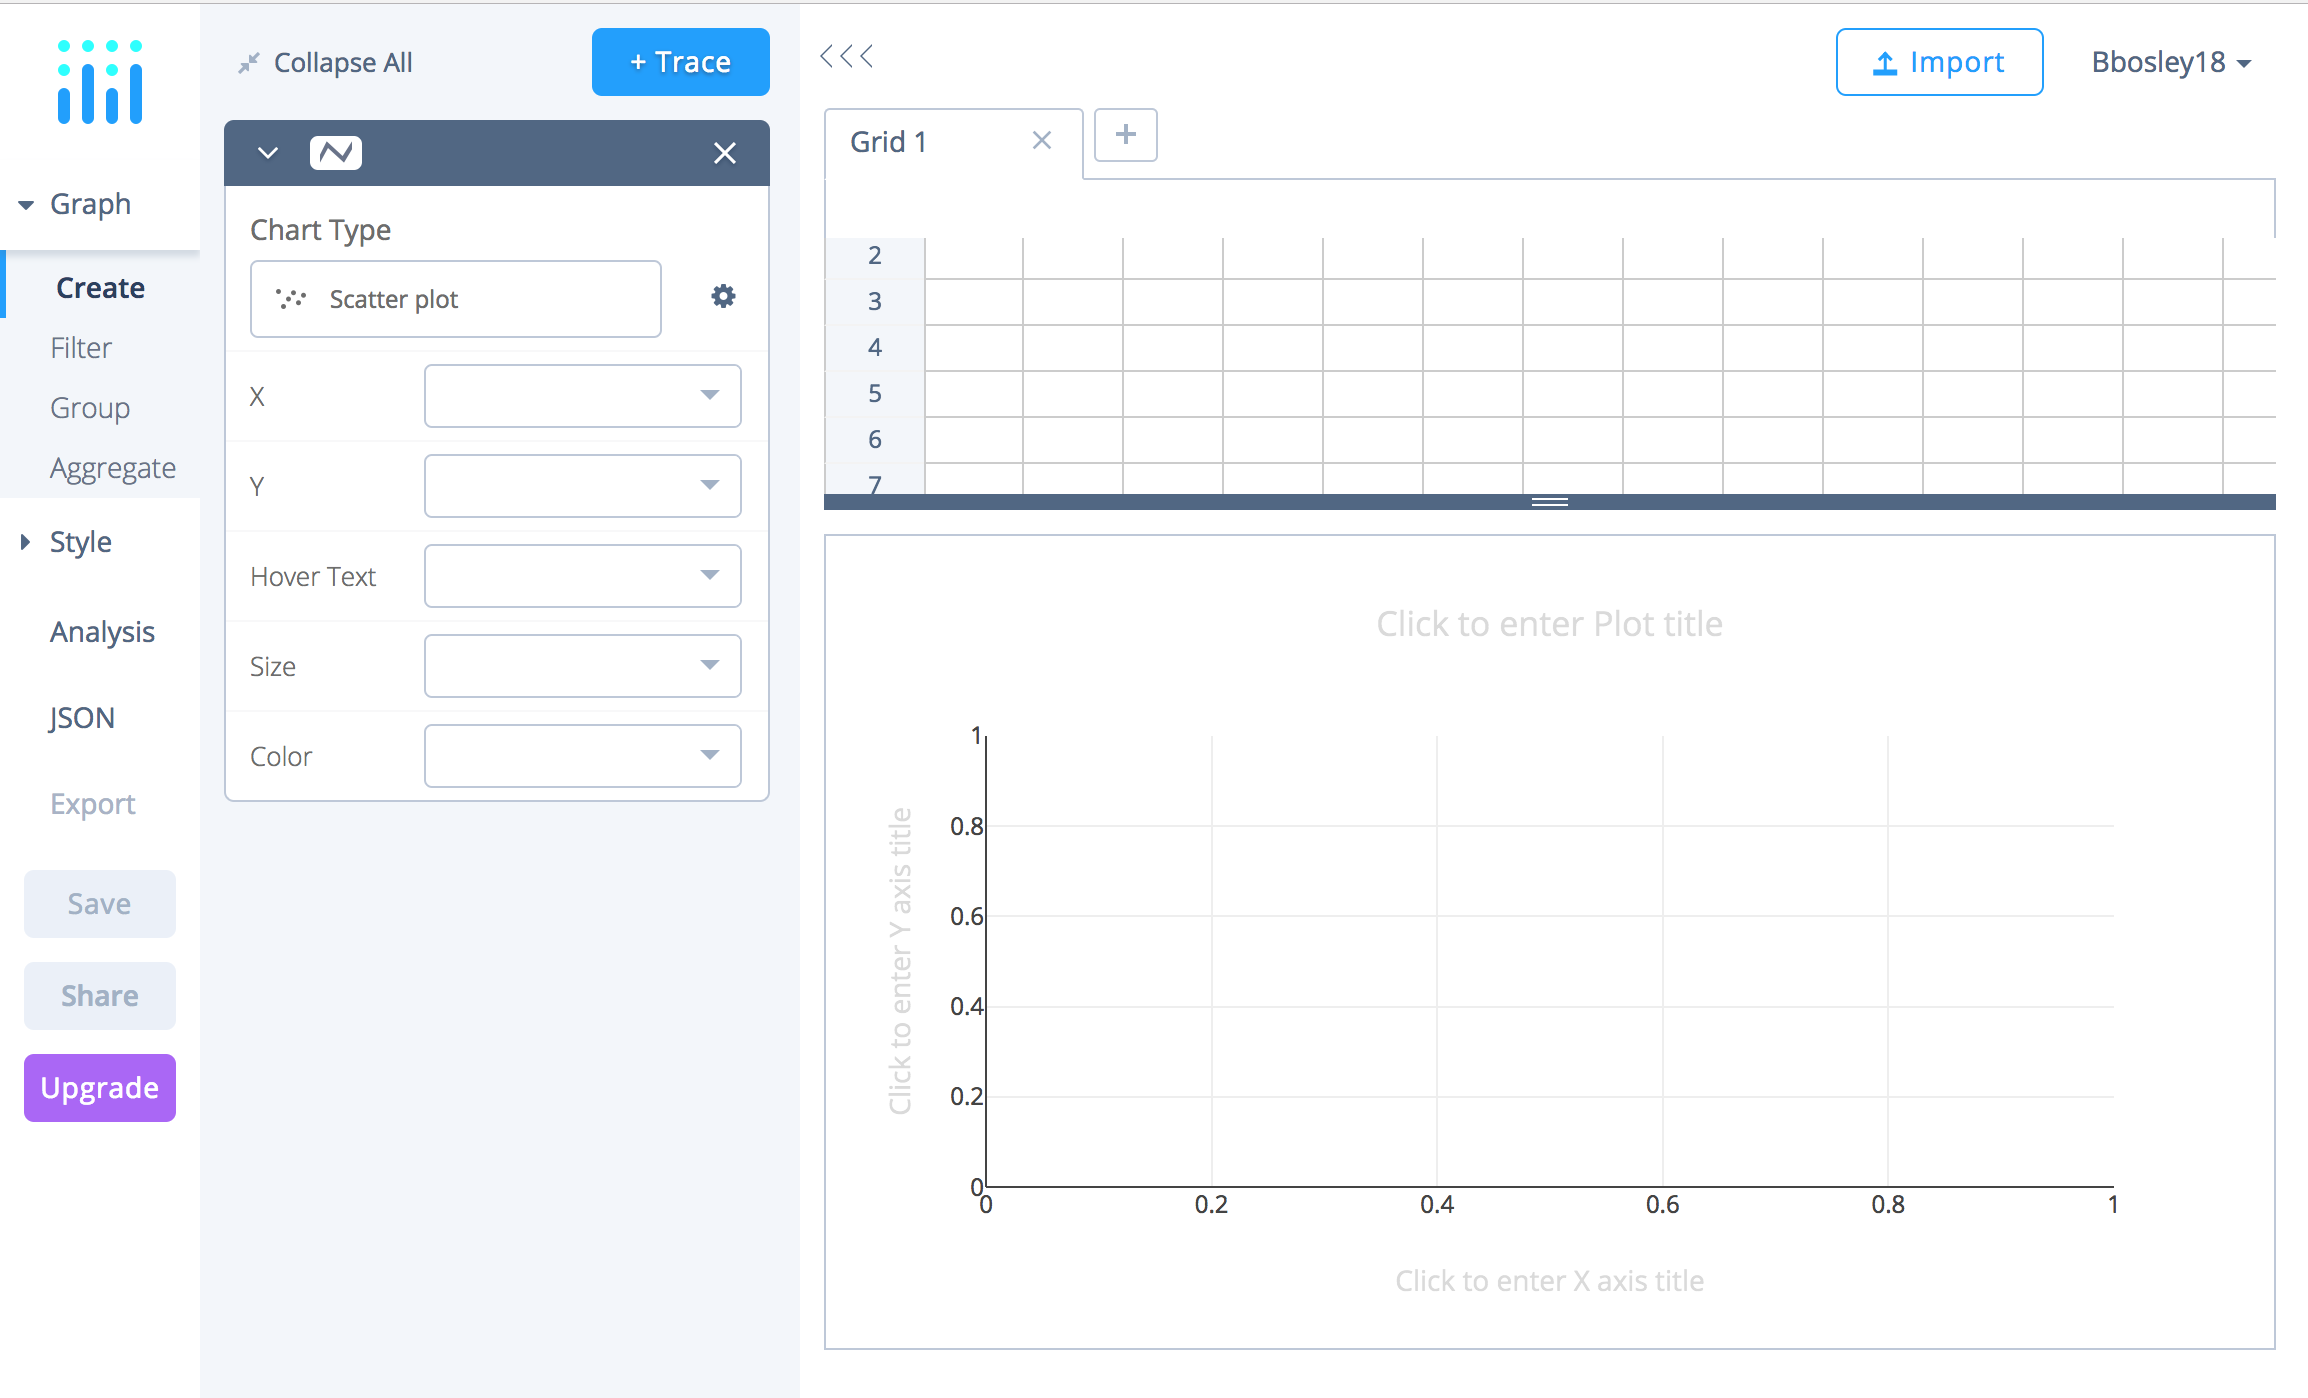 Graph
Create
Filter
Group
Aggregate
Style
Analysis
JSON
Export
Save
Share
Upgrade
Collapse All
+ Trace
Chart Type
Scatter plot
X
Y
Hover Text
Size
Color
Import
Bbosley18
Grid 1
+
2
3
4
5
6
7
Click to enter Plot title
Click to enter Y axis title
1
0.8
0.6
0.4
0.2
0
0 0.2 0.4 0.6 0.8 1
Click to enter X axis title